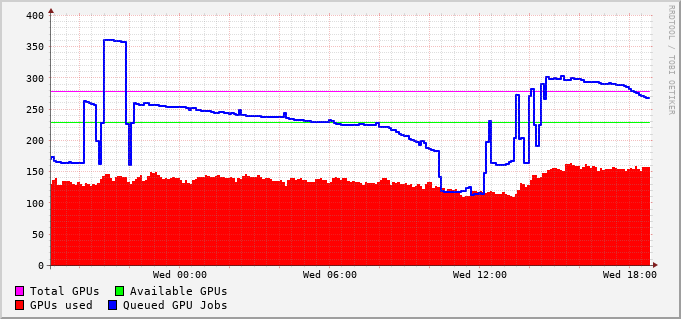 400
350
300
250
200
150
100
50
0
Wed 00:00 Wed 06:00 Wed 12:00 Wed 18:00
Total GPUs Available GPUs
GPUs used Queued GPU Jobs
RRDTOOL / TOBI OETIKER